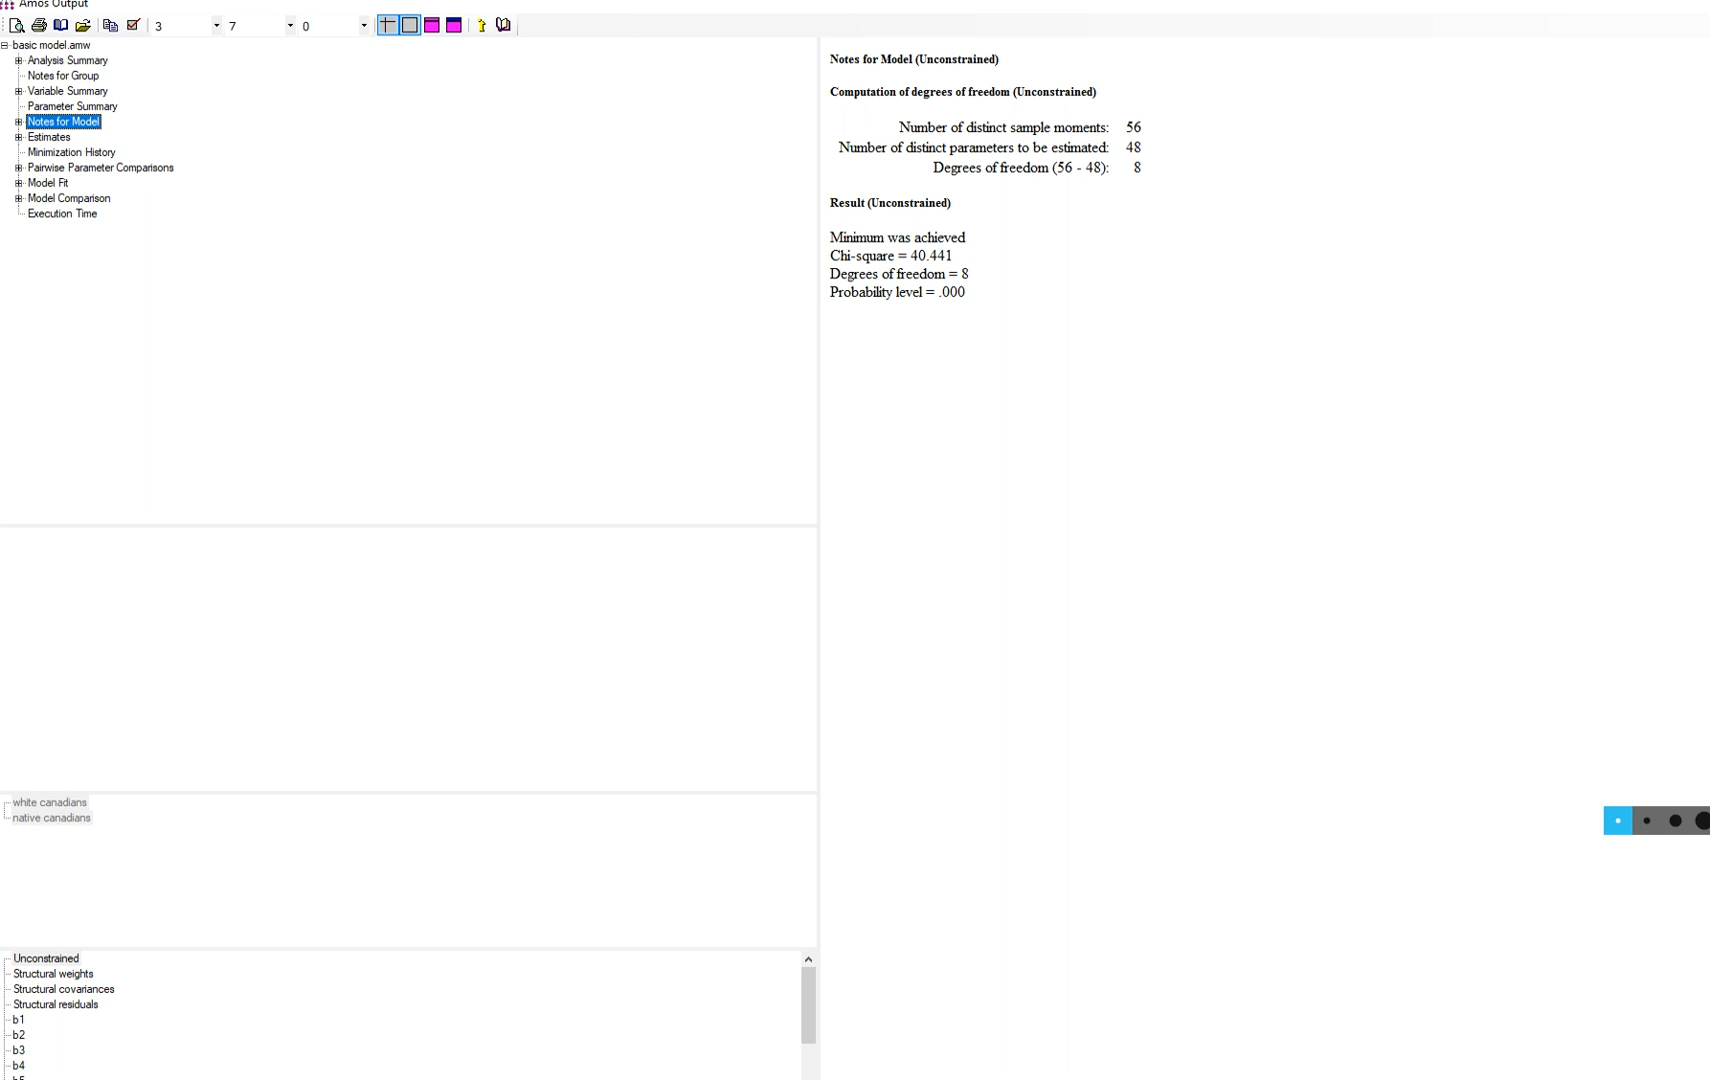 Amos Output
3 7 0
basic model.amw
Analysis Summary
Notes for Group
Variable Summary
Parameter Summary
Notes for Model
Estimates
Minimization History
Pairwise Parameter Comparisons
Model Fit
Model Comparison
Execution Time
Notes for Model (Unconstrained)
Computation of degrees of freedom (Unconstrained)
Number of distinct sample moments: 56
Number of distinct parameters to be estimated: 48
Degrees of freedom (56 - 48): 8
Result (Unconstrained)
Minimum was achieved
Chi-square = 40.441
Degrees of freedom = 8
Probability level = .000
white canadians
native canadians
Unconstrained
Structural weights
Structural covariances
Structural residuals
b1
b2
b3
b4